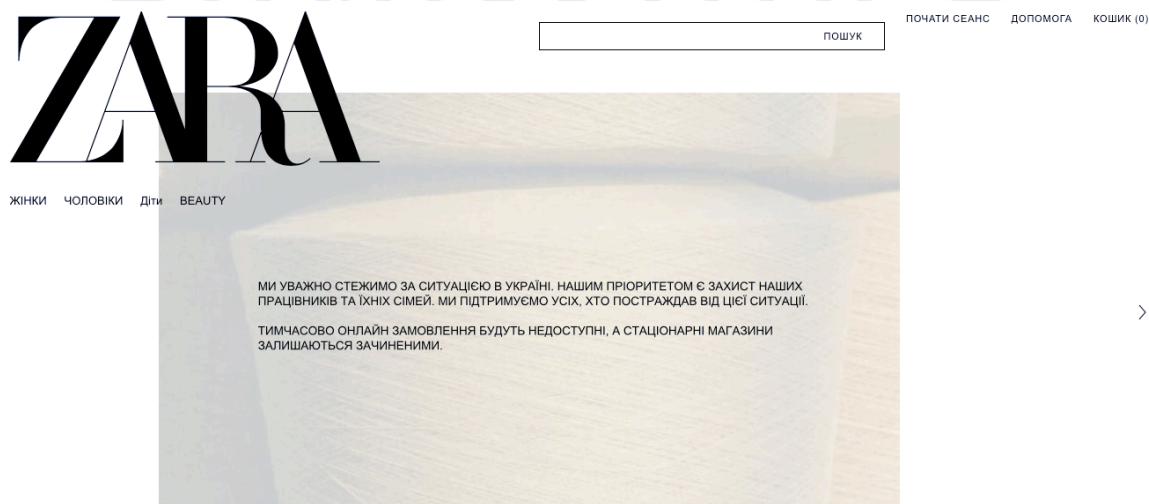 ZARA
ПОШУК
ПОЧАТИ СЕАНС ДОПОМОГА КОШИК (0)
ЖІНКИ ЧОЛОВІКИ Діти BEAUTY
МИ УВАЖНО СТЕЖИМО ЗА СИТУАЦІЄЮ В УКРАЇНІ. НАШИМ ПРІОРИТЕТОМ Є ЗАХИСТ НАШИХ
ПРАЦІВНИКІВ ТА ЇХНІХ СІМЕЙ. МИ ПІДТРИМУЄМО УСІХ, ХТО ПОСТРАЖДАВ ВІД ЦІЄЇ СИТУАЦІЇ.
ТИМЧАСОВО ОНЛАЙН ЗАМОВЛЕННЯ БУДУТЬ НЕДОСТУПНІ, А СТАЦІОНАРНІ МАГАЗИНИ
ЗАЛИШАЮТЬСЯ ЗАЧИНЕНИМИ.